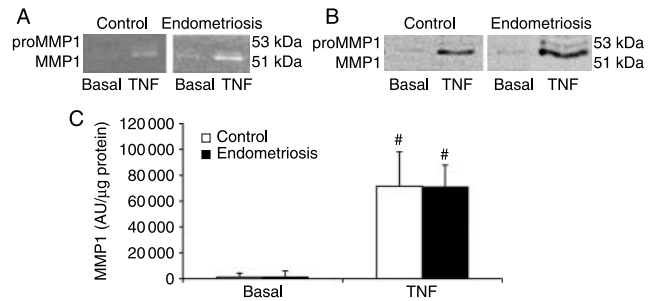 A
Control Endometriosis
proMMP1
MMP1
53 kDa
51 kDa
Basal TNF Basal TNF
B
Control Endometriosis
proMMP1
MMP1
53 kDa
51 kDa
Basal TNF Basal TNF
C
MMP1 (AU/µg protein)
120 000
100 000
80 000
60 000
40 000
20 000
0
Control
Endometriosis
# #
Basal TNF